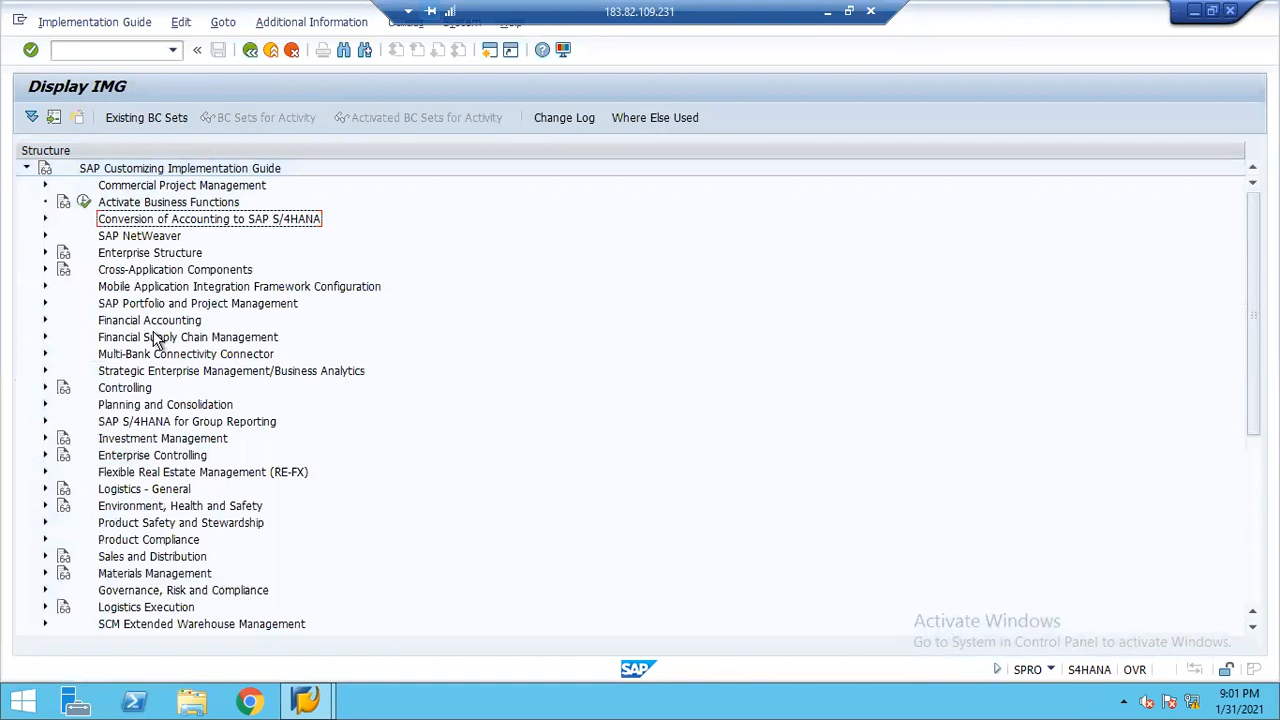 183.82.109.231
Implementation Guide Edit Goto Additional Information
Display IMG
Existing BC Sets BC Sets for Activity Activated BC Sets for Activity Change Log Where Else Used
Structure
SAP Customizing Implementation Guide
Commercial Project Management
Activate Business Functions
Conversion of Accounting to SAP S/4HANA
SAP NetWeaver
Enterprise Structure
Cross-Application Components
Mobile Application Integration Framework Configuration
SAP Portfolio and Project Management
Financial Accounting
Financial Supply Chain Management
Multi-Bank Connectivity Connector
Strategic Enterprise Management/Business Analytics
Controlling
Planning and Consolidation
SAP S/4HANA for Group Reporting
Investment Management
Enterprise Controlling
Flexible Real Estate Management (RE-FX)
Logistics - General
Environment, Health and Safety
Product Safety and Stewardship
Product Compliance
Sales and Distribution
Materials Management
Governance, Risk and Compliance
Logistics Execution
SCM Extended Warehouse Management
Activate Windows
Go to System in Control Panel to activate Windows.
SAP
SPRO S4HANA OVR
9:01 PM
1/31/2021